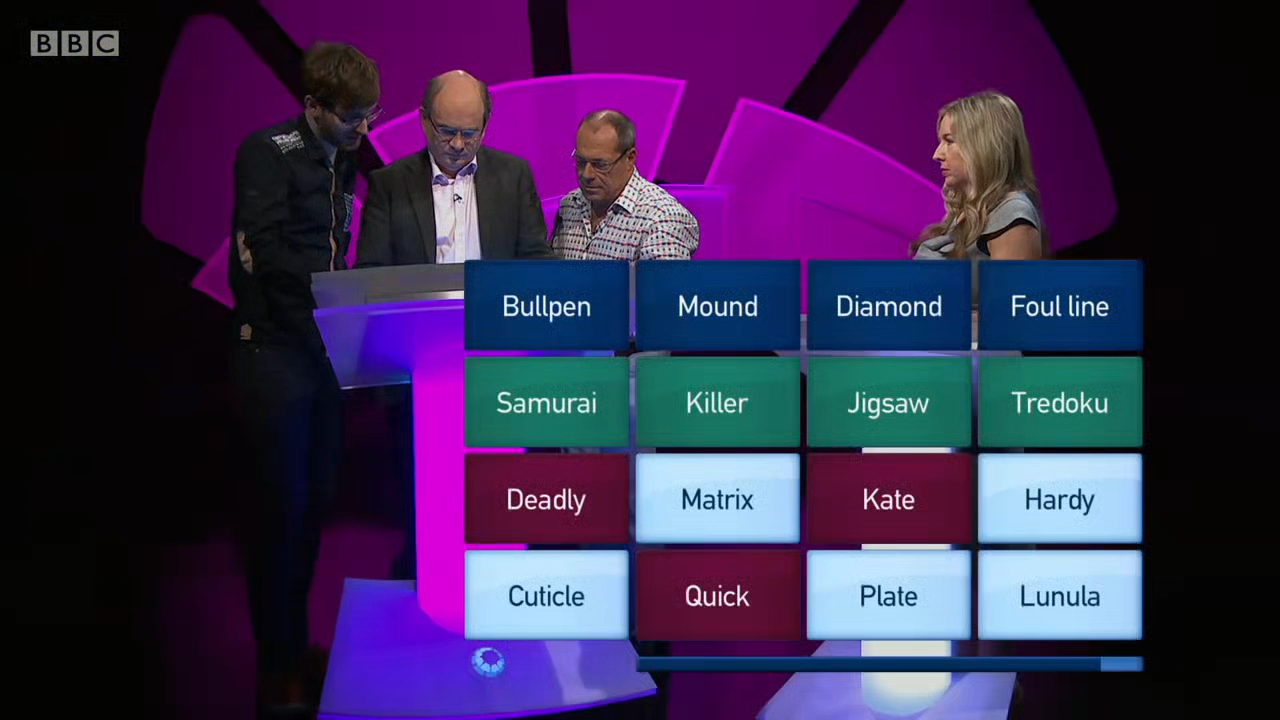 BBC
Bullpen Mound Diamond Foul line
Samurai Killer Jigsaw Tredoku
Deadly Matrix Kate Hardy
Cuticle Quick Plate Lunula